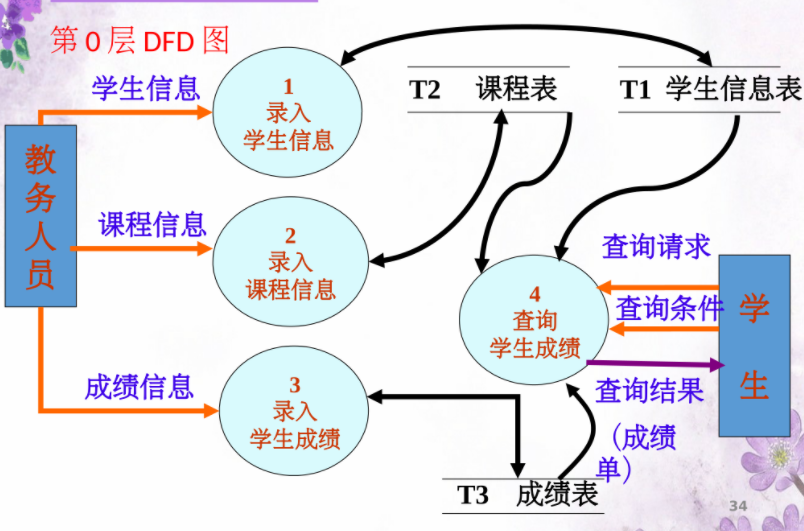 第 0 层 DFD 图
学生信息
1
录入
学生信息
T2 课程表
T1 学生信息表
教
务
人
员
课程信息
2
录入
课程信息
查询请求
4
查询
学生成绩
查询条件
学
生
成绩信息
3
录入
学生成绩
查询结果
（成绩
单）
T3 成绩表
34